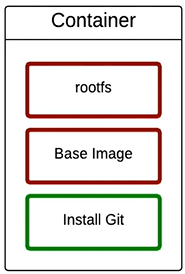 Container
rootfs
Base Image
Install Git